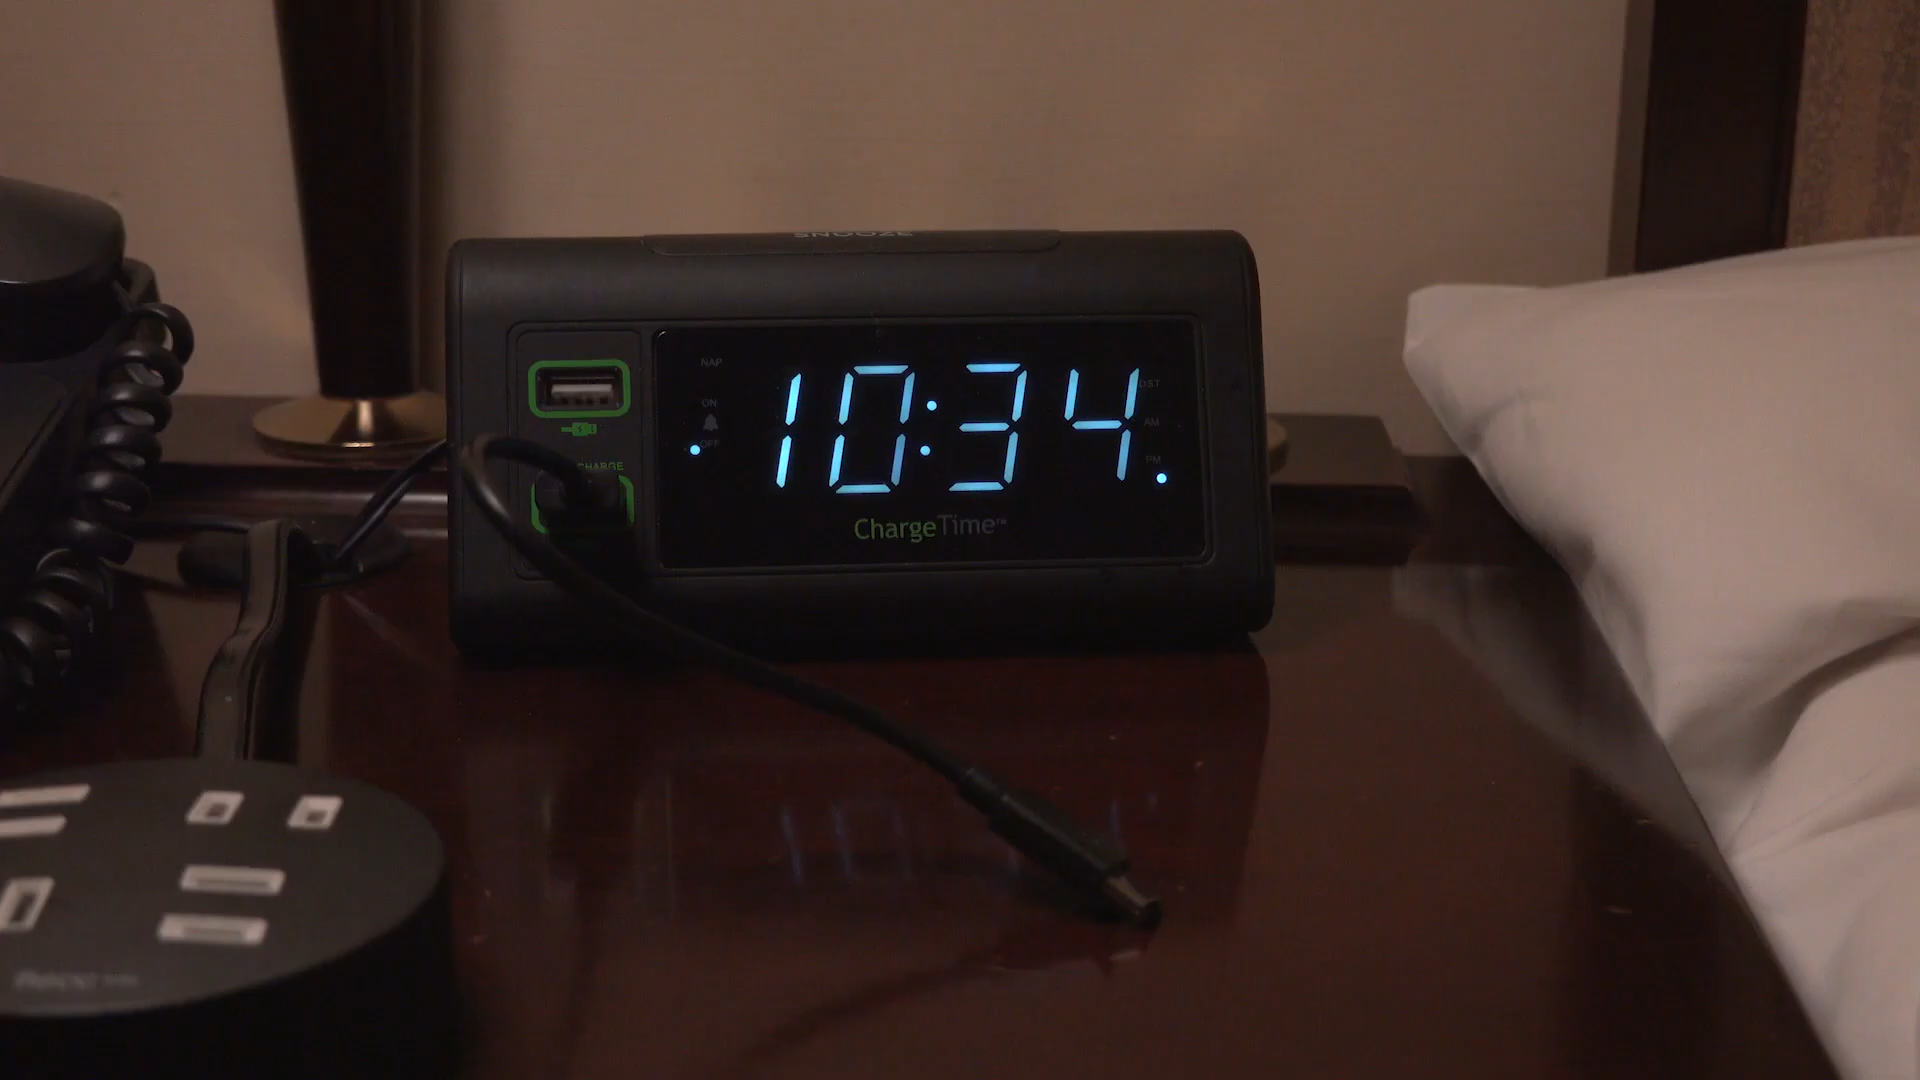 SNOOZE
NAP
ON
OFF
CHARGE
10:34
DST
AM
PM
ChargeTime™